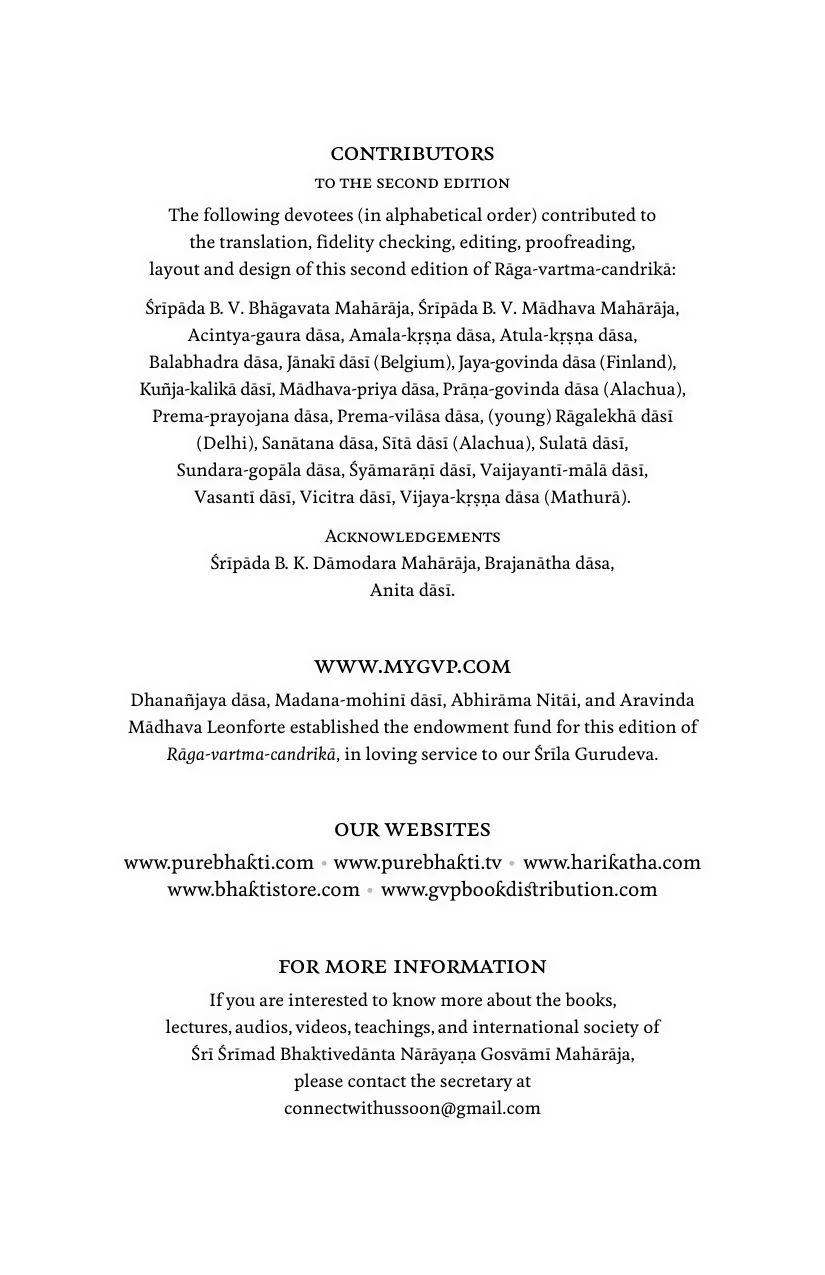 CONTRIBUTORS
TO THE SECOND EDITION
The following devotees (in alphabetical order) contributed to
the translation, fidelity checking, editing, proofreading,
layout and design of this second edition of Rāga-vartma-candrikā:
Śrīpāda B. V. Bhāgavata Mahārāja, Śrīpāda B. V. Mādhava Mahārāja,
Acintya-gaura dāsa, Amala-kṛṣṇa dāsa, Atula-kṛṣṇa dāsa,
Balabhadra dāsa, Jānakī dāsī (Belgium), Jaya-govinda dāsa (Finland),
Kuñja-kalikā dāsī, Mādhava-priya dāsa, Prāṇa-govinda dāsa (Alachua),
Prema-prayojana dāsa, Prema-vilāsa dāsa, (young) Rāgalekhā dāsī
(Delhi), Sanātana dāsa, Sītā dāsī (Alachua), Sulatā dāsī,
Sundara-gopāla dāsa, Śyāmarāṇī dāsī, Vaijayantī-mālā dāsī,
Vasantī dāsī, Vicitra dāsī, Vijaya-kṛṣṇa dāsa (Mathurā).
ACKNOWLEDGEMENTS
Śrīpāda B. K. Dāmodara Mahārāja, Brajanātha dāsa,
Anita dāsī.
WWW.MYGVP.COM
Dhanañjaya dāsa, Madana-mohinī dāsī, Abhirāma Nitāi, and Aravinda
Mādhava Leonforte established the endowment fund for this edition of
Rāga-vartma-candrikā, in loving service to our Śrīla Gurudeva.
OUR WEBSITES
www.purebhakti.com • www.purebhakti.tv • www.harikatha.com
www.bhaktistore.com • www.gvpbookdistribution.com
FOR MORE INFORMATION
If you are interested to know more about the books,
lectures, audios, videos, teachings, and international society of
Śrī Śrīmad Bhaktivedānta Nārāyaṇa Gosvāmī Mahārāja,
please contact the secretary at
connectwithussoon@gmail.com